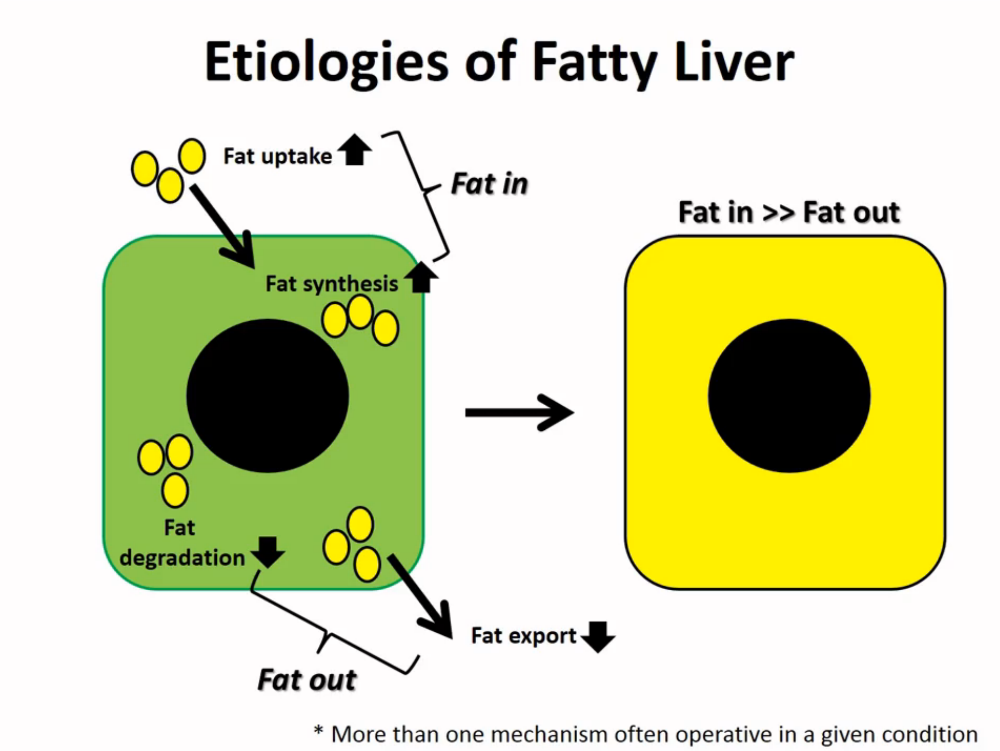 Etiologies of Fatty Liver
Fat uptake
Fat in
Fat in >> Fat out
Fat synthesis
Fat
degradation
Fat export
Fat out
* More than one mechanism often operative in a given condition